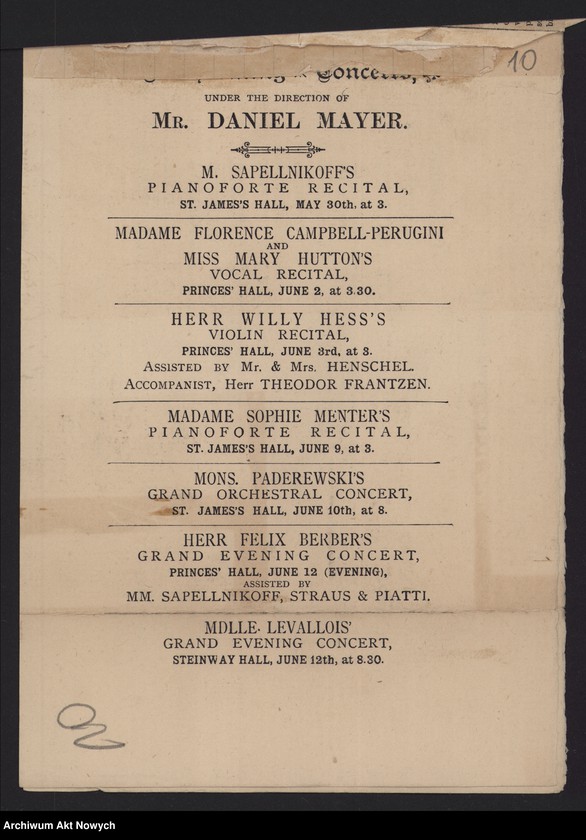 10
Concerts, &c.
UNDER THE DIRECTION OF
MR. DANIEL MAYER.
M. SAPELLNIKOFF'S
PIANOFORTE RECITAL,
ST. JAMES'S HALL, MAY 30th, at 3.
MADAME FLORENCE CAMPBELL-PERUGINI
AND
MISS MARY HUTTON'S
VOCAL RECITAL,
PRINCES' HALL, JUNE 2, at 3.30.
HERR WILLY HESS'S
VIOLIN RECITAL,
PRINCES' HALL, JUNE 3rd, at 3.
ASSISTED BY Mr. & Mrs. HENSCHEL.
ACCOMPANIST, Herr THEODOR FRANTZEN.
MADAME SOPHIE MENTER'S
PIANOFORTE RECITAL,
ST. JAMES'S HALL, JUNE 9, at 3.
MONS. PADEREWSKI'S
GRAND ORCHESTRAL CONCERT,
ST. JAMES'S HALL, JUNE 10th, at 8.
HERR FELIX BERBER'S
GRAND EVENING CONCERT,
PRINCES' HALL, JUNE 12 (EVENING),
ASSISTED BY
MM. SAPELLNIKOFF, STRAUS & PIATTI.
MDLLE. LEVALLOIS'
GRAND EVENING CONCERT,
STEINWAY HALL, JUNE 12th, at 8.30.
Archiwum Akt Nowych